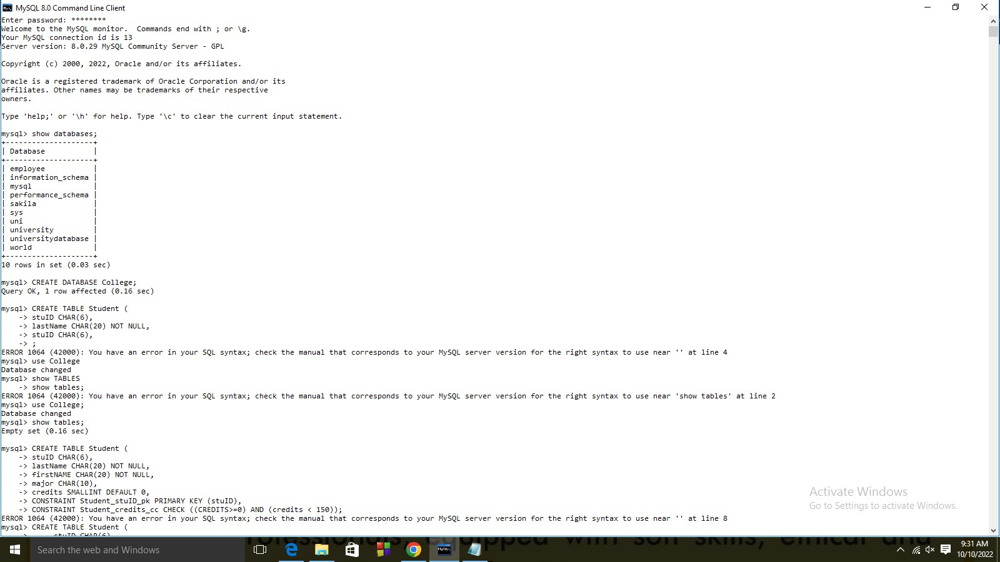 MySQL 8.0 Command Line Client
Enter password: ********
Welcome to the MySQL monitor.  Commands end with ; or \g.
Your MySQL connection id is 13
Server version: 8.0.29 MySQL Community Server - GPL
Copyright (c) 2000, 2022, Oracle and/or its affiliates.
Oracle is a registered trademark of Oracle Corporation and/or its
affiliates. Other names may be trademarks of their respective
owners.
Type 'help;' or '\h' for help. Type '\c' to clear the current input statement.
mysql> show databases;
+--------------------+
| Database           |
+--------------------+
| employee           |
| information_schema |
| mysql              |
| performance_schema |
| sakila             |
| sys                |
| uni                |
| university         |
| universitydatabase |
| world              |
+--------------------+
10 rows in set (0.03 sec)
mysql> CREATE DATABASE College;
Query OK, 1 row affected (0.16 sec)
mysql> CREATE TABLE Student (
    -> stuID CHAR(6),
    -> lastName CHAR(20) NOT NULL,
    -> stuID CHAR(6),
    -> ;
ERROR 1064 (42000): You have an error in your SQL syntax; check the manual that corresponds to your MySQL server version for the right syntax to use near '' at line 4
mysql> use College
Database changed
mysql> show TABLES
    -> show tables;
ERROR 1064 (42000): You have an error in your SQL syntax; check the manual that corresponds to your MySQL server version for the right syntax to use near 'show tables' at line 2
mysql> use College;
Database changed
mysql> show tables;
Empty set (0.16 sec)
mysql> CREATE TABLE Student (
    -> stuID CHAR(6),
    -> lastName CHAR(20) NOT NULL,
    -> firstNAME CHAR(20) NOT NULL,
    -> major CHAR(10),
    -> credits SMALLINT DEFAULT 0,
    -> CONSTRAINT Student_stuID_pk PRIMARY KEY (stuID),
    -> CONSTRAINT Student_credits_cc CHECK ((CREDITS>=0) AND (credits < 150));
ERROR 1064 (42000): You have an error in your SQL syntax; check the manual that corresponds to your MySQL server version for the right syntax to use near '' at line 8
mysql> CREATE TABLE Student (
    ->     stuID CHAR(6)
Activate Windows
Go to Settings to activate Windows.
equipped with soft skills, ethical and
Search the web and Windows
9:31 AM
10/10/2022